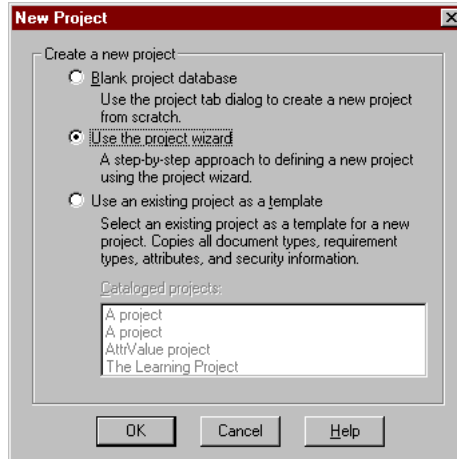 New Project
Create a new project
Blank project database
Use the project tab dialog to create a new project
from scratch.
Use the project wizard
A step-by-step approach to defining a new project
using the project wizard.
Use an existing project as a template
Select an existing project as a template for a new
project. Copies all document types, requirement
types, attributes, and security information.
Cataloged projects:
A project
A project
AttrValue project
The Learning Project
OK Cancel Help